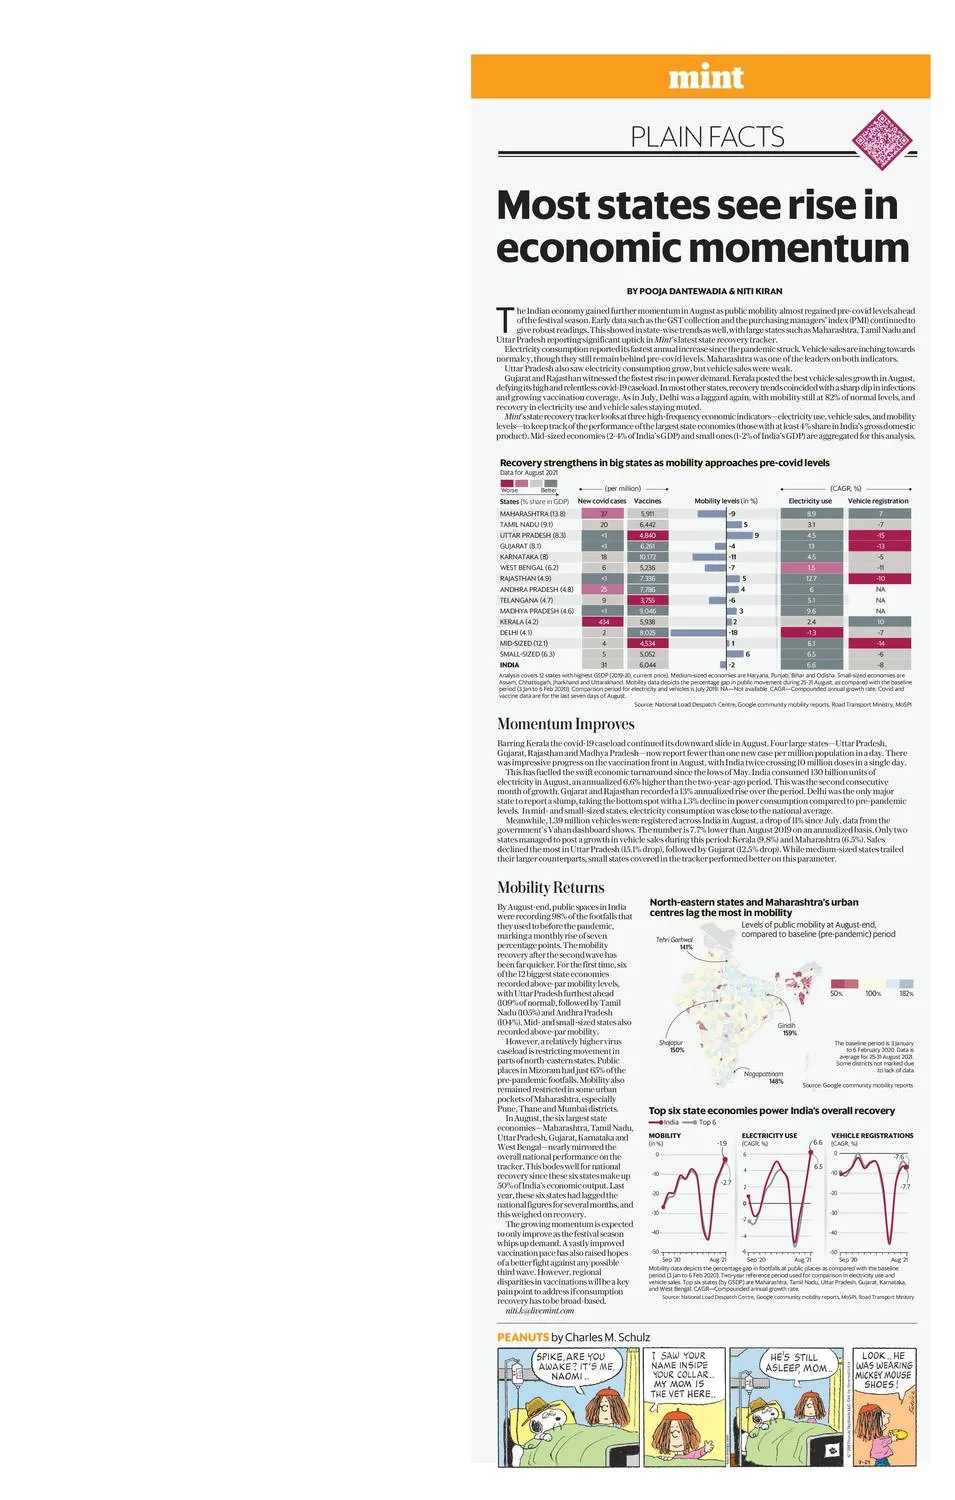 mint
PLAIN FACTS
Most states see rise in
economic momentum
BY POOJA DANTEWADIA & NITI KIRAN
The Indian economy gained further momentum in August as public mobility almost regained pre-covid levels ahead
of the festival season. Early data such as the GST collection and the purchasing managers' index (PMI) continued to
give robust readings. This showed in state-wise trends as well, with large states such as Maharashtra, Tamil Nadu and
Uttar Pradesh reporting significant uptick in Mint's latest state recovery tracker.
Electricity consumption reported its fastest annual increase since the pandemic struck. Vehicle sales are inching towards
normalcy, though they still remain behind pre-covid levels. Maharashtra was one of the leaders on both indicators.
Uttar Pradesh also saw electricity consumption grow, but vehicle sales were weak.
Gujarat and Rajasthan witnessed the fastest rise in power demand. Kerala posted the best vehicle sales growth in August,
defying its high and relentless covid-19 caseload. In most other states, recovery trends coincided with a sharp dip in infections
and growing vaccination coverage. As in July, Delhi was a laggard again, with mobility still at 82% of normal levels, and
recovery in electricity use and vehicle sales staying muted.
Mint's state recovery tracker looks at three high-frequency economic indicators—electricity use, vehicle sales, and mobility
levels—to keep track of the performance of the largest state economies (those with at least 4% share in India's gross domestic
product). Mid-sized economies (2-4% of India's GDP) and small ones (1-2% of India's GDP) are aggregated for this analysis.
Recovery strengthens in big states as mobility approaches pre-covid levels
Data for August 2021
Worse Better
(per million) (CAGR, %)
States (% share in GDP) New covid cases Vaccines Mobility levels (in %) Electricity use Vehicle registration
MAHARASHTRA (13.8) 37 5,911 -9 8.9 7
TAMIL NADU (9.1) 20 6,442 5 3.1 -7
UTTAR PRADESH (8.3) <1 4,840 9 4.5 -15
GUJARAT (8.1) <1 6,261 -4 13 -13
KARNATAKA (8) 18 10,172 -11 4.5 -5
WEST BENGAL (6.2) 6 5,236 -7 1.5 -11
RAJASTHAN (4.9) <1 7,336 5 12.7 -10
ANDHRA PRADESH (4.8) 25 7,786 4 6 NA
TELANGANA (4.7) 9 3,755 -6 5.1 NA
MADHYA PRADESH (4.6) <1 9,046 3 9.6 NA
KERALA (4.2) 434 5,938 2 2.4 10
DELHI (4.1) 2 8,025 -18 -1.3 -7
MID-SIZED (12.1) 4 4,534 1 6.1 -14
SMALL-SIZED (6.3) 5 5,052 6 6.5 -6
INDIA 31 6,044 -2 6.6 -8
Analysis covers 12 states with highest GSDP (2019-20, current price). Medium-sized economies are Haryana, Punjab, Bihar and Odisha. Small-sized economies are
Assam, Chhattisgarh, Jharkhand and Uttarakhand. Mobility data depicts the percentage gap in public movement during 25-31 August, as compared with the baseline
period (3 Jan to 6 Feb 2020). Comparison period for electricity and vehicles is July 2019. NA—Not available. CAGR—Compounded annual growth rate. Covid and
vaccine data are for the last seven days of August.
Source: National Load Despatch Centre, Google community mobility reports, Road Transport Ministry, MoSPI
Momentum Improves
Barring Kerala the covid-19 caseload continued its downward slide in August. Four large states—Uttar Pradesh,
Gujarat, Rajasthan and Madhya Pradesh—now report fewer than one new case per million population in a day. There
was impressive progress on the vaccination front in August, with India twice crossing 10 million doses in a single day.
This has fuelled the swift economic turnaround since the lows of May. India consumed 130 billion units of
electricity in August, an annualized 6.6% higher than the two-year-ago period. This was the second consecutive
month of growth. Gujarat and Rajasthan recorded a 13% annualized rise over the period. Delhi was the only major
state to report a slump, taking the bottom spot with a 1.3% decline in power consumption compared to pre-pandemic
levels. In mid- and small-sized states, electricity consumption was close to the national average.
Meanwhile, 1.39 million vehicles were registered across India in August, a drop of 11% since July, data from the
government's Vahan dashboard shows. The number is 7.7% lower than August 2019 on an annualized basis. Only two
states managed to post a growth in vehicle sales during this period: Kerala (9.8%) and Maharashtra (6.5%). Sales
declined the most in Uttar Pradesh (15.1% drop), followed by Gujarat (12.5% drop). While medium-sized states trailed
their larger counterparts, small states covered in the tracker performed better on this parameter.
Mobility Returns
By August-end, public spaces in India
were recording 98% of the footfalls that
they used to before the pandemic,
marking a monthly rise of seven
percentage points. The mobility
recovery after the second wave has
been far quicker. For the first time, six
of the 12 biggest state economies
recorded above-par mobility levels,
with Uttar Pradesh furthest ahead
(109% of normal), followed by Tamil
Nadu (105%) and Andhra Pradesh
(104%). Mid- and small-sized states also
recorded above-par mobility.
However, a relatively higher virus
caseload is restricting movement in
parts of north-eastern states. Public
places in Mizoram had just 65% of the
pre-pandemic footfalls. Mobility also
remained restricted in some urban
pockets of Maharashtra, especially
Pune, Thane and Mumbai districts.
In August, the six largest state
economies—Maharashtra, Tamil Nadu,
Uttar Pradesh, Gujarat, Karnataka and
West Bengal—nearly mirrored the
overall national performance on the
tracker. This bodes well for national
recovery since these six states make up
50% of India's economic output. Last
year, these six states had lagged the
national figures for several months, and
this weighed on recovery.
The growing momentum is expected
to only improve as the festival season
whips up demand. A vastly improved
vaccination pace has also raised hopes
of a better fight against any possible
third wave. However, regional
disparities in vaccinations will be a key
pain point to address if consumption
recovery has to be broad-based.
niti.k@livemint.com
North-eastern states and Maharashtra's urban
centres lag the most in mobility
Levels of public mobility at August-end,
compared to baseline (pre-pandemic) period
Tehri Garhwal
141%
50% 100% 182%
Giridih
159%
Shajapur
150%
Nagapattinam
148%
The baseline period is 3 January
to 6 February 2020. Data is
average for 25-31 August 2021.
Some districts not marked due
to lack of data
Source: Google community mobility reports
Top six state economies power India's overall recovery
India Top 6
MOBILITY
(in %)
0
-10
-20
-30
-40
-50
Sep '20 Aug '21
-1.9
-2.7
ELECTRICITY USE
(CAGR, %)
6
4
2
0
-2
-4
-6
Sep '20 Aug '21
6.6
6.5
VEHICLE REGISTRATIONS
(CAGR, %)
0
-10
-20
-30
-40
-50
Sep '20 Aug '21
-7.6
-7.7
Mobility data depicts the percentage gap in footfalls at public places as compared with the baseline
period (3 Jan to 6 Feb 2020). Two-year reference period used for comparison in electricity use and
vehicle sales. Top six states (by GSDP) are Maharashtra, Tamil Nadu, Uttar Pradesh, Gujarat, Karnataka,
and West Bengal. CAGR—Compounded annual growth rate.
Source: National Load Despatch Centre, Google community mobility reports, MoSPI, Road Transport Ministry
PEANUTS by Charles M. Schulz
SPIKE, ARE YOU
AWAKE? IT'S ME,
NAOMI..
I SAW YOUR
NAME INSIDE
YOUR COLLAR..
MY MOM IS
THE VET HERE..
HE'S STILL
ASLEEP, MOM..
LOOK.. HE
WAS WEARING
MICKEY MOUSE
SHOES!
9-29